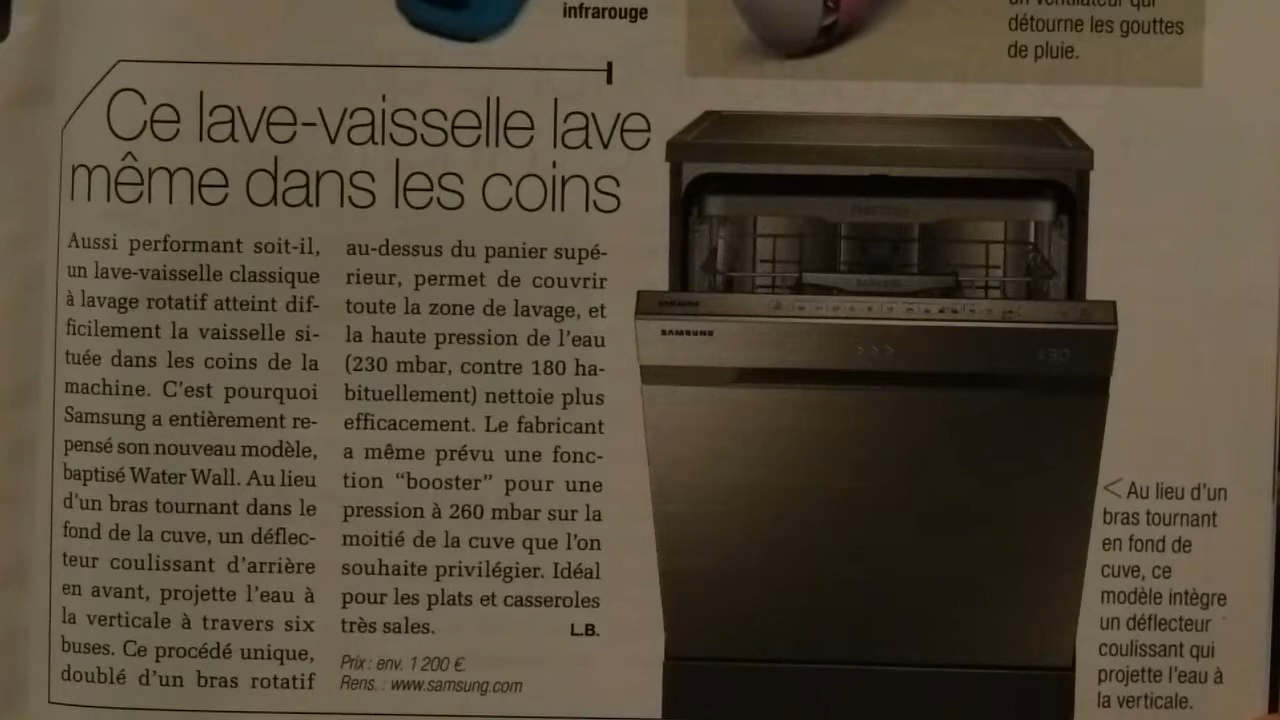 infrarouge
détourne les gouttes
de pluie.
Ce lave-vaisselle lave
même dans les coins
Aussi performant soit-il,
un lave-vaisselle classique
à lavage rotatif atteint dif-
ficilement la vaisselle si-
tuée dans les coins de la
machine. C'est pourquoi
Samsung a entièrement re-
pensé son nouveau modèle,
baptisé Water Wall. Au lieu
d'un bras tournant dans le
fond de la cuve, un déflec-
teur coulissant d'arrière
en avant, projette l'eau à
la verticale à travers six
buses. Ce procédé unique,
doublé d'un bras rotatif
au-dessus du panier supé-
rieur, permet de couvrir
toute la zone de lavage, et
la haute pression de l'eau
(230 mbar, contre 180 ha-
bituellement) nettoie plus
efficacement. Le fabricant
a même prévu une fonc-
tion “booster” pour une
pression à 260 mbar sur la
moitié de la cuve que l'on
souhaite privilégier. Idéal
pour les plats et casseroles
très sales. L.B.
Prix : env. 1 200 €.
Rens. : www.samsung.com
SAMSUNG
< Au lieu d'un
bras tournant
en fond de
cuve, ce
modèle intègre
un déflecteur
coulissant qui
projette l'eau à
la verticale.